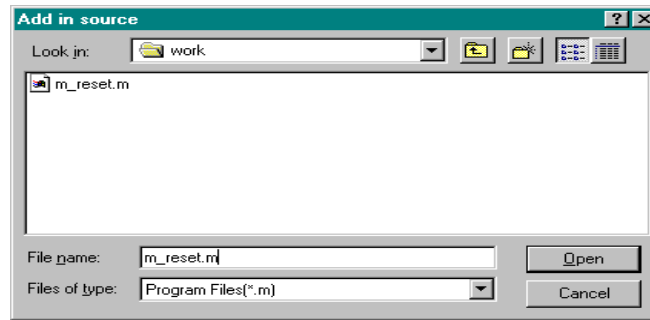 Add in source
Look in: work
m_reset.m
File name: m_reset.m Open
Files of type: Program Files(*.m) Cancel